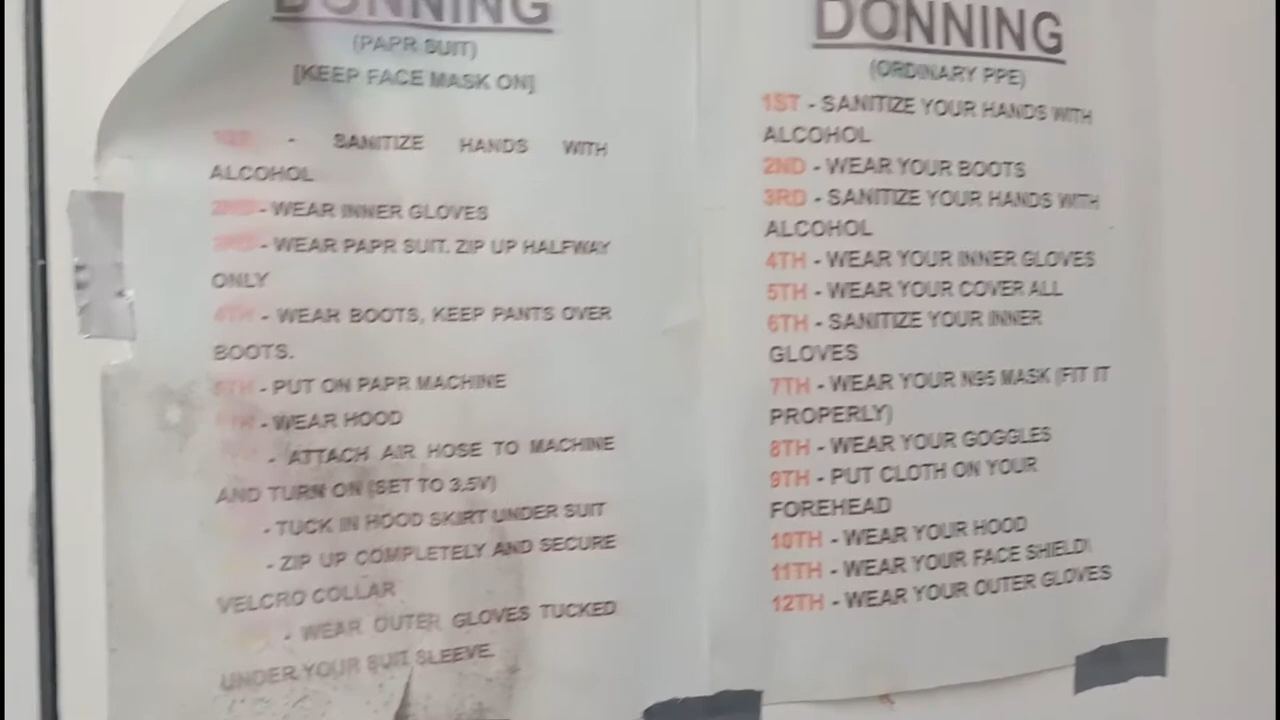 DONNING
(PAPR SUIT)
[KEEP FACE MASK ON]
1ST - SANITIZE HANDS WITH
ALCOHOL
2ND - WEAR INNER GLOVES
3RD - WEAR PAPR SUIT. ZIP UP HALFWAY
ONLY
4TH - WEAR BOOTS, KEEP PANTS OVER
BOOTS.
5TH - PUT ON PAPR MACHINE
- WEAR HOOD
- ATTACH AIR HOSE TO MACHINE
AND TURN ON (SET TO 3.5V)
- TUCK IN HOOD SKIRT UNDER SUIT
- ZIP UP COMPLETELY AND SECURE
VELCRO COLLAR
- WEAR OUTER GLOVES TUCKED
UNDER YOUR SUIT SLEEVE.
DONNING
(ORDINARY PPE)
1ST - SANITIZE YOUR HANDS WITH
ALCOHOL
2ND - WEAR YOUR BOOTS
3RD - SANITIZE YOUR HANDS WITH
ALCOHOL
4TH - WEAR YOUR INNER GLOVES
5TH - WEAR YOUR COVER ALL
6TH - SANITIZE YOUR INNER
GLOVES
7TH - WEAR YOUR N95 MASK (FIT IT
PROPERLY)
8TH - WEAR YOUR GOGGLES
9TH - PUT CLOTH ON YOUR
FOREHEAD
10TH - WEAR YOUR HOOD
11TH - WEAR YOUR FACE SHIELD\
12TH - WEAR YOUR OUTER GLOVES